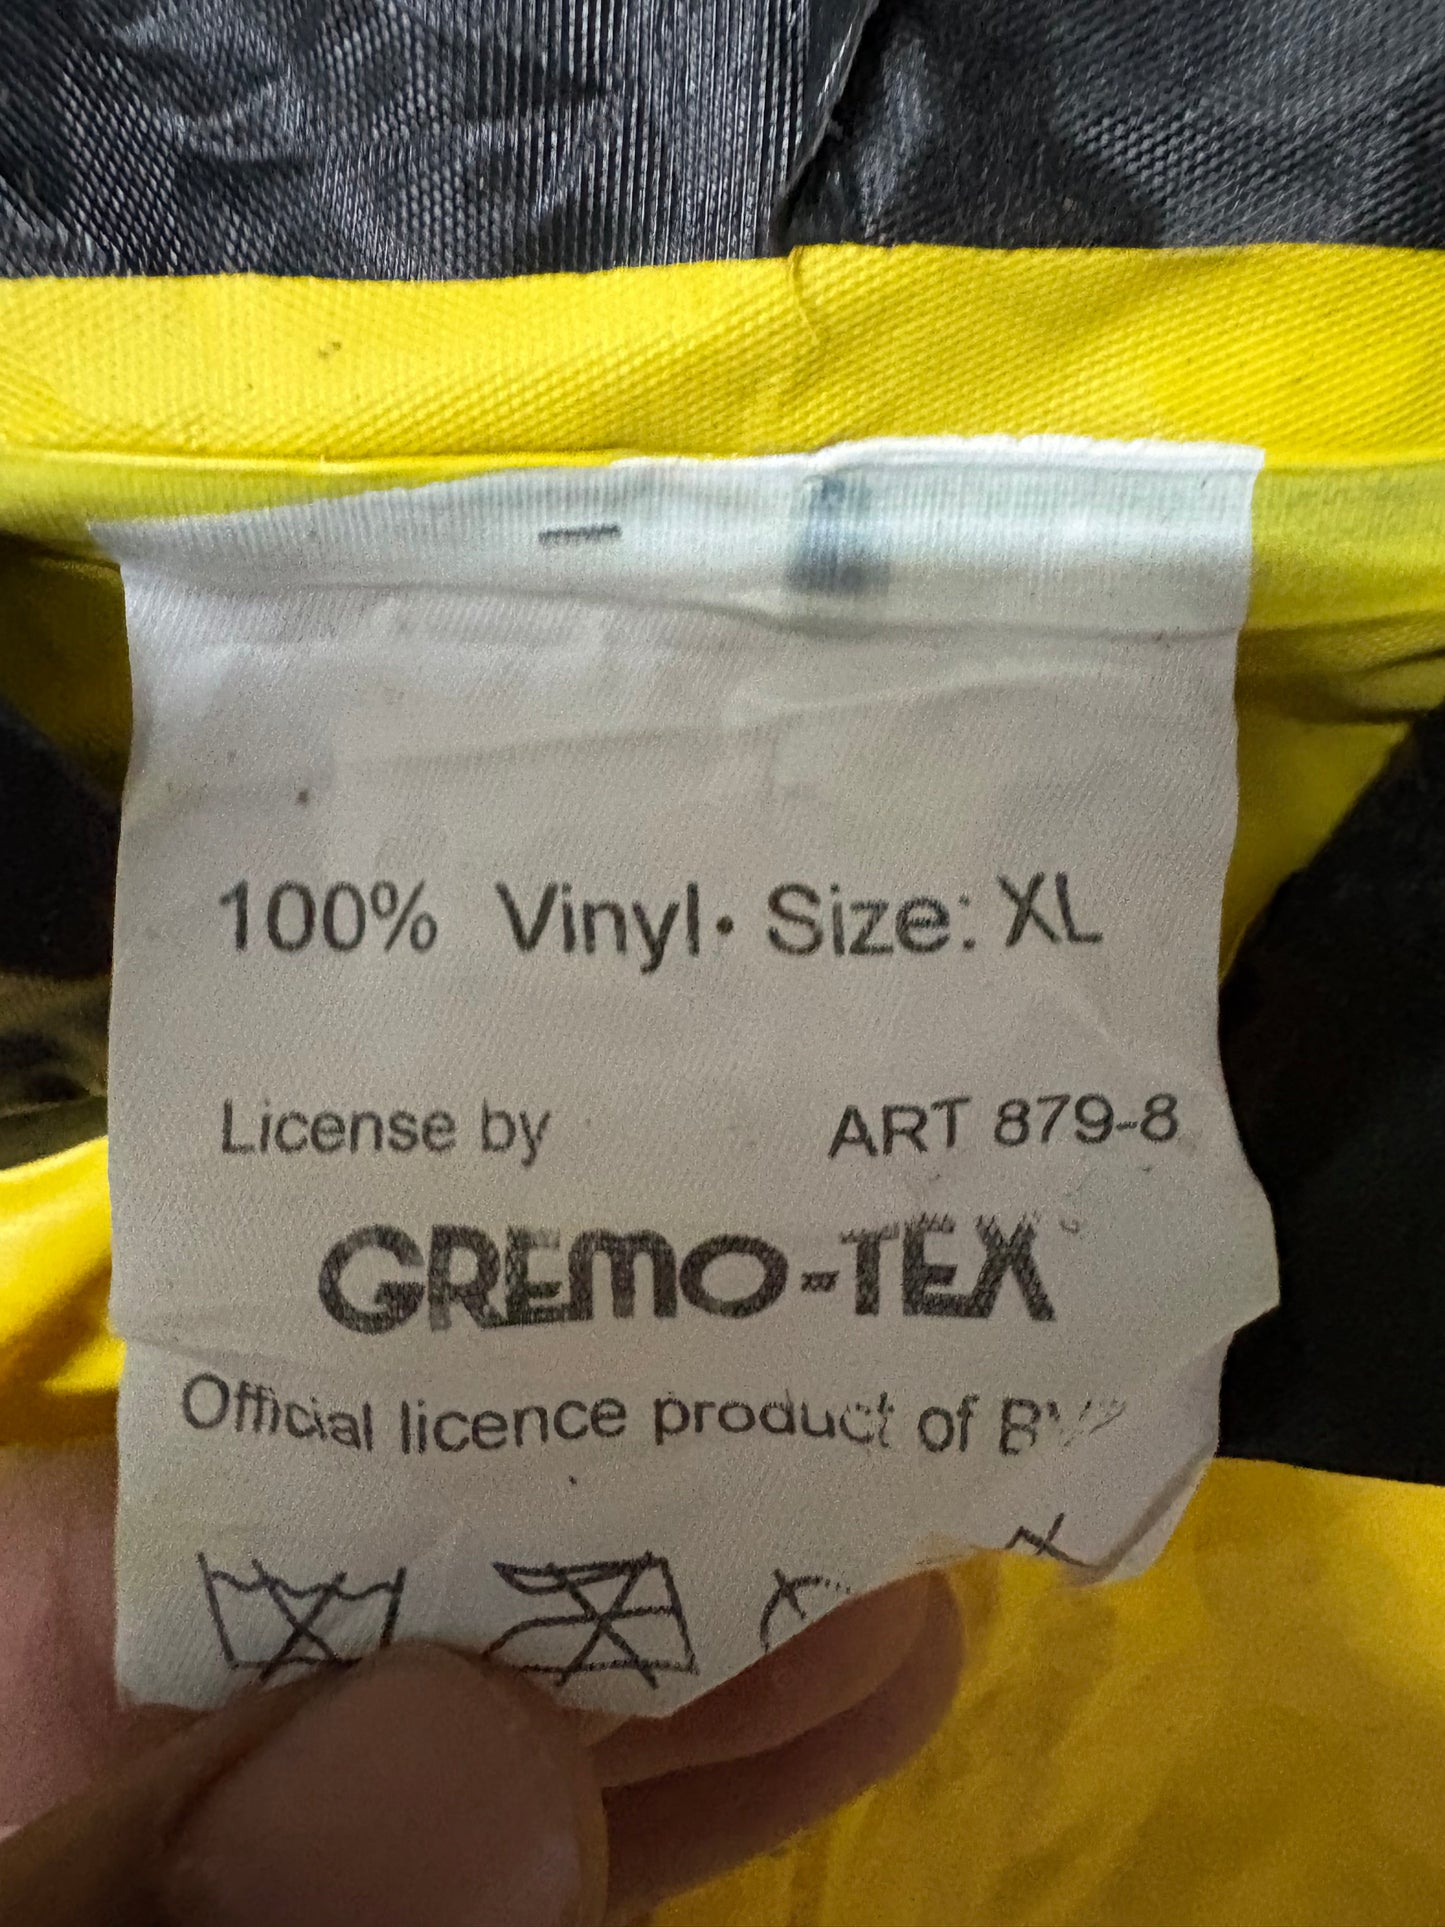 100% Vinyl· Size: XL
License by ART 879-8
GREMO-TEX
Official licence product of